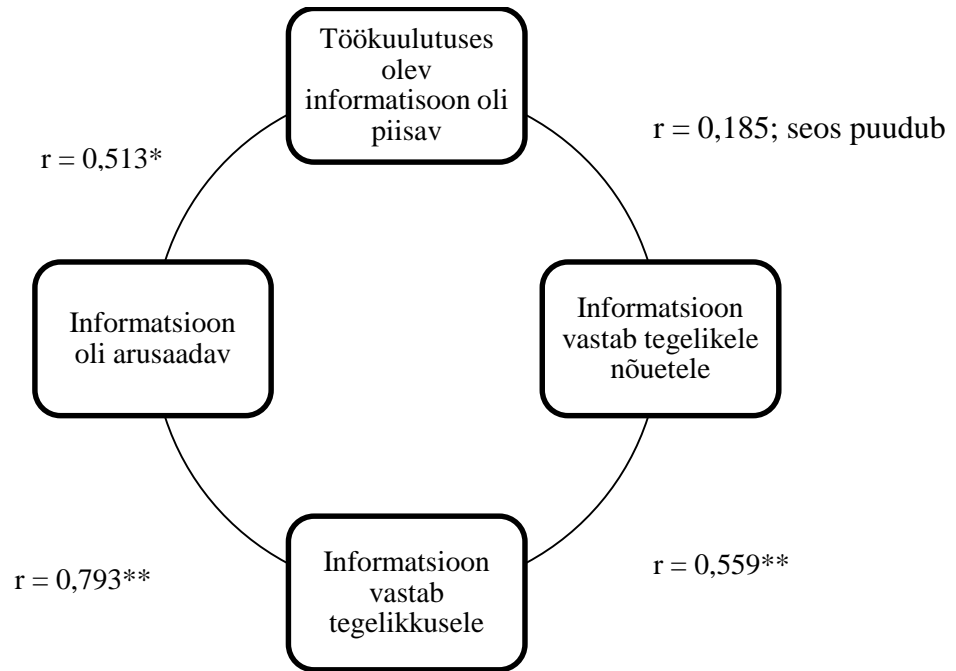 Töökuulutuses
olev
informatisoon oli
piisav
r = 0,185; seos puudub
r = 0,513*
Informatsioon
oli arusaadav
Informatsioon
vastab tegelikele
nõuetele
r = 0,793**
Informatsioon
vastab
tegelikkusele
r = 0,559**